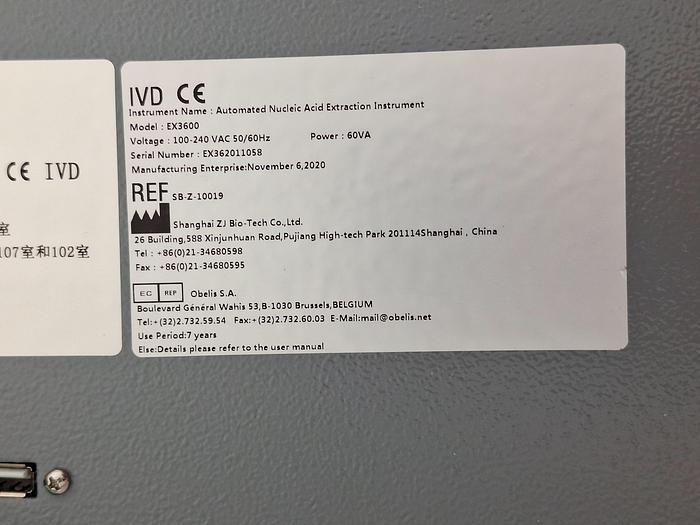 CE IVD
室
107室和102室
IVD CE
Instrument Name : Automated Nucleic Acid Extraction Instrument
Model : EX3600
Voltage : 100-240 VAC 50/60Hz Power : 60VA
Serial Number : EX362011058
Manufacturing Enterprise:November 6,2020
REF SB-Z-10019
Shanghai ZJ Bio-Tech Co.,Ltd.
26 Building,588 Xinjunhuan Road,Pujiang High-tech Park 201114Shanghai , China
Tel : +86(0)21-34680598
Fax : +86(0)21-34680595
EC REP Obelis S.A.
Boulevard Général Wahis 53,B-1030 Brussels,BELGIUM
Tel:+(32)2.732.59.54 Fax:+(32)2.732.60.03 E-Mail:mail@obelis.net
Use Period:7 years
Else:Details please refer to the user manual